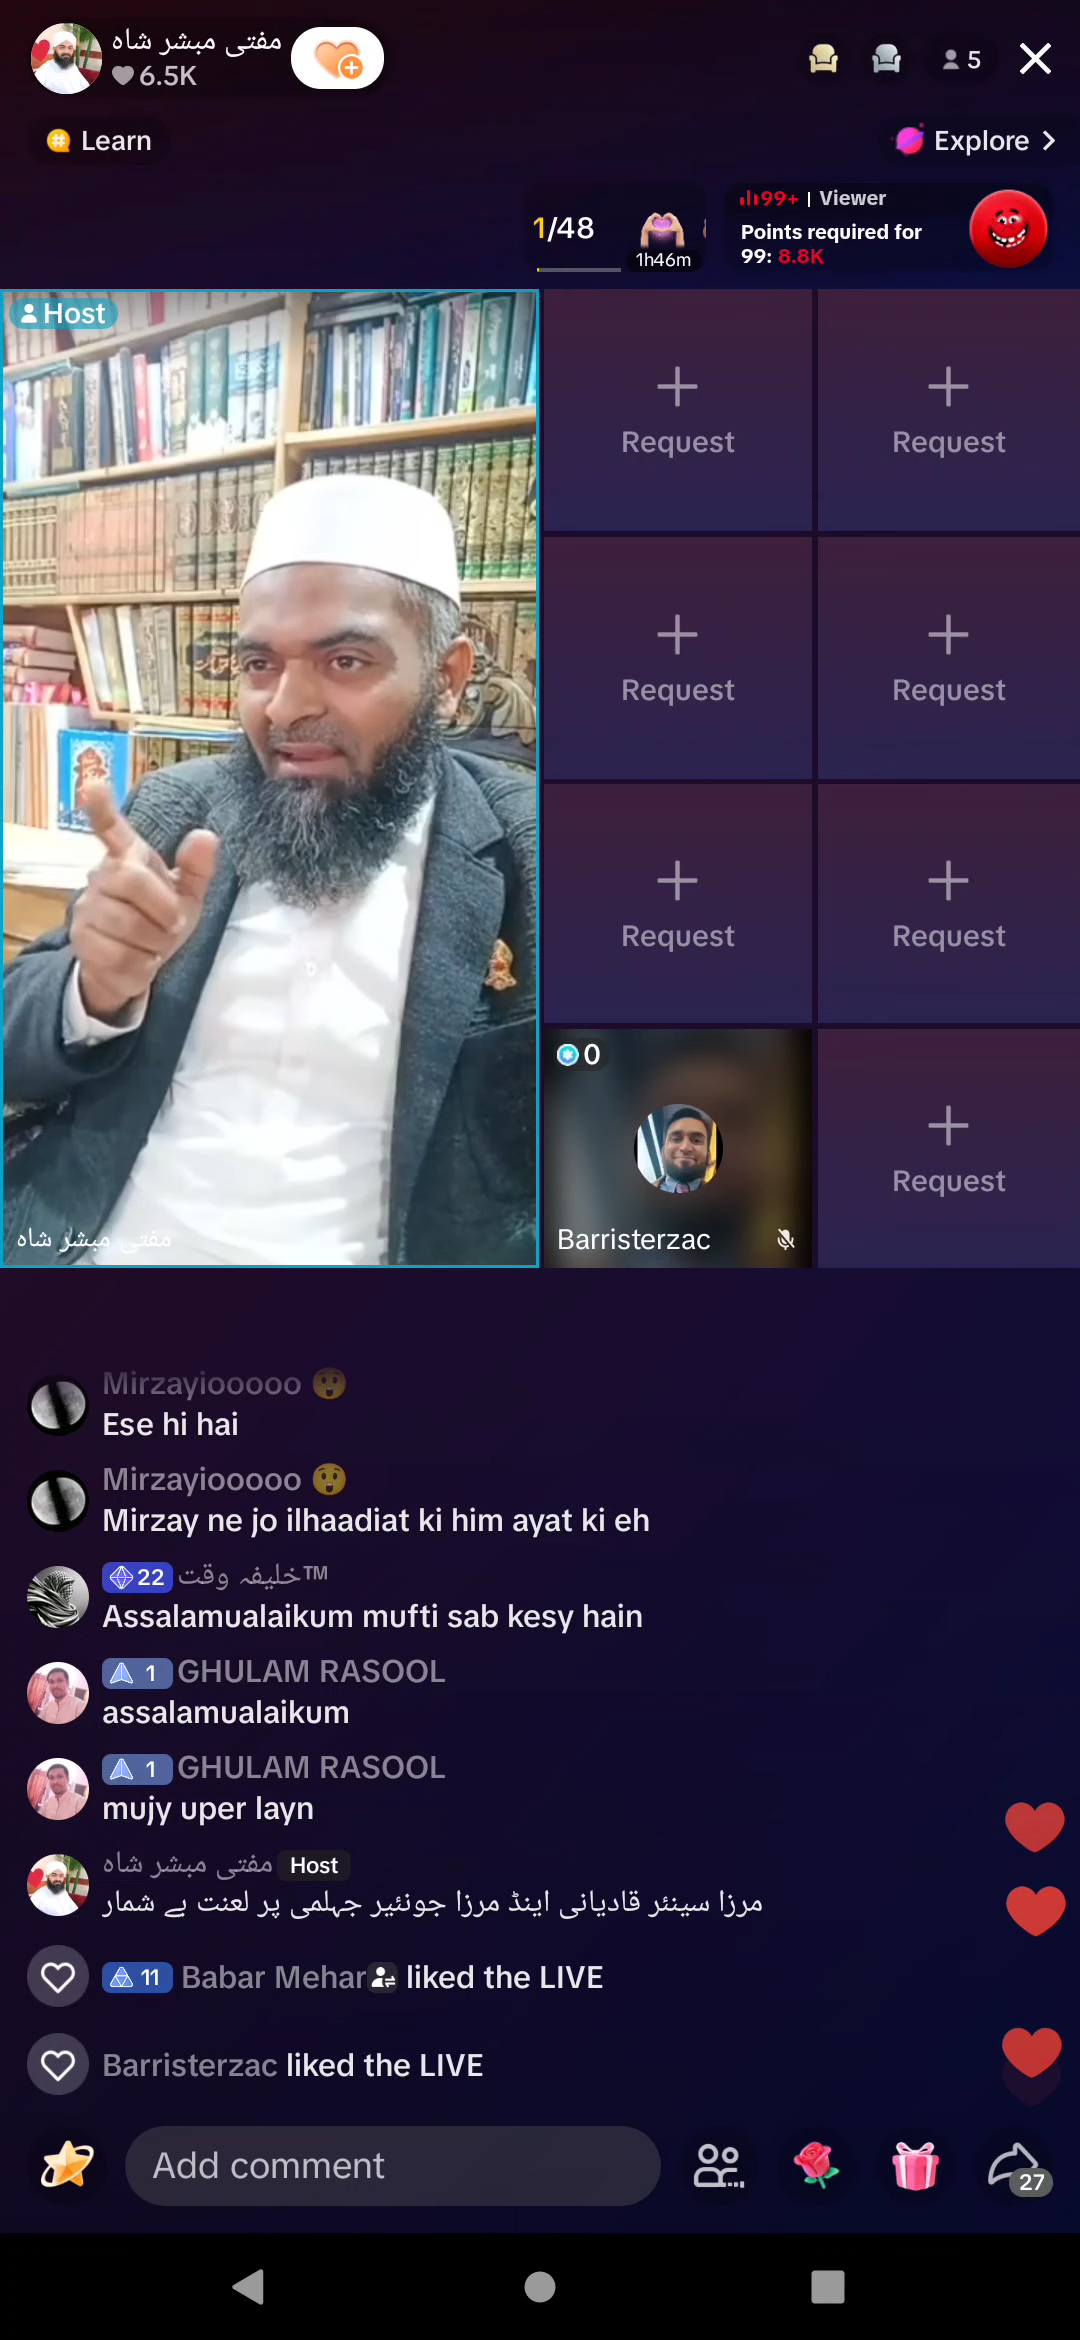 مفتی مبشر شاہ
6.5K
5
Learn
Explore
1/48
1h46m
99+ | Viewer
Points required for
99: 8.8K
Host
Request
Request
Request
Request
Request
Request
0
Barristerzac
Request
مفتی مبشر شاہ
Mirzayiooooo 😲
Ese hi hai
Mirzayiooooo 😲
Mirzay ne jo ilhaadiat ki him ayat ki eh
22 خلیفہ وقت™
Assalamualaikum mufti sab kesy hain
1 GHULAM RASOOL
assalamualaikum
1 GHULAM RASOOL
mujy uper layn
مفتی مبشر شاہ Host
مرزا سینئر قادیانی اینڈ مرزا جونئیر جہلمی پر لعنت بے شمار
11 Babar Mehar liked the LIVE
Barristerzac liked the LIVE
Add comment
27